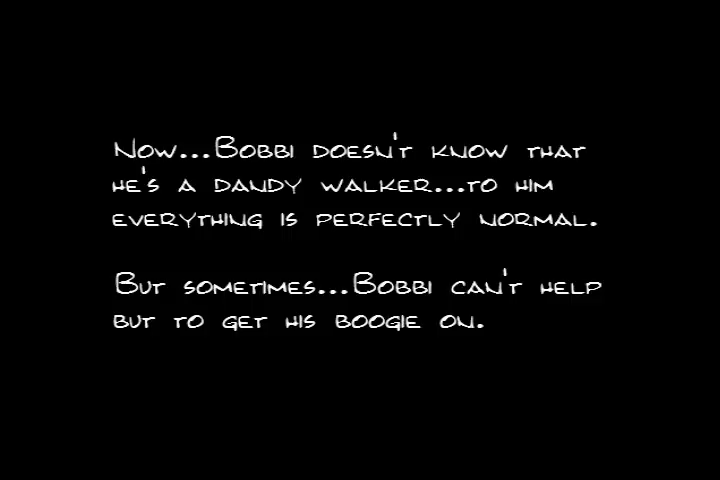 Now...Bobbi doesn't know that
he's a dandy walker...to him
everything is perfectly normal.
But sometimes...Bobbi can't help
but to get his boogie on.